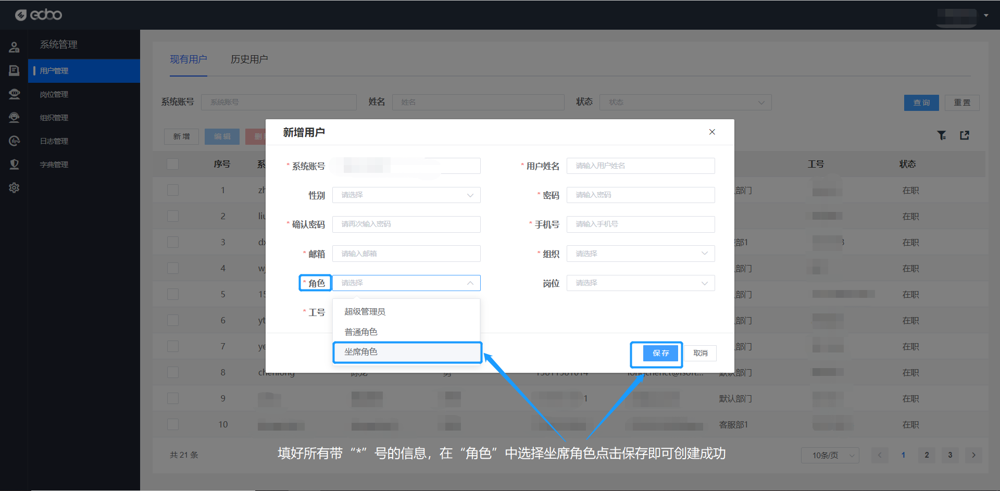 edbo
系统管理
用户管理
岗位管理
组织管理
日志管理
字典管理
现有用户 历史用户
系统账号 系统账号 姓名 姓名 状态 状态 查询 重置
新增 编辑
新增用户
序号 工号 状态
* 系统账号 * 用户姓名 请输入用户姓名
性别 请选择 * 密码 请输入密码
* 确认密码 请再次输入密码 * 手机号 请输入手机号
* 邮箱 请输入邮箱 * 组织 请选择
* 角色 请选择 岗位 请选择
* 工号
超级管理员
普通角色
坐席角色
保存 取消
1 zh 部门 在职
2 liu 在职
3 dx 部1 在职
4 wj 部门 在职
5 15 部门 在职
6 yt 部门 在职
7 ye 部门 在职
8 chenlong 男 默认部门 在职
9 1 默认部门 在职
10 客服部1 在职
填好所有带“*”号的信息，在“角色”中选择坐席角色点击保存即可创建成功
共 21 条 10条/页 1 2 3